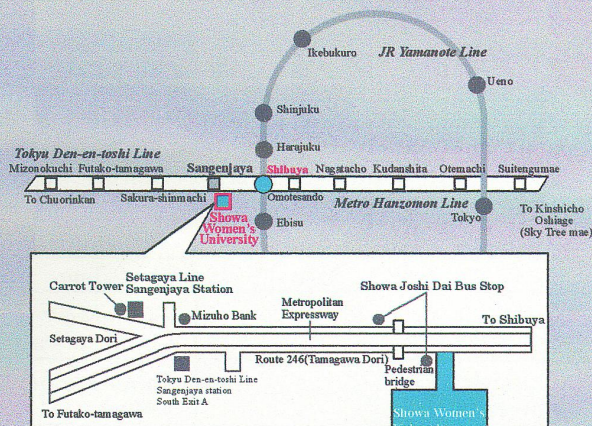 Ikebukuro
JR Yamanote Line
Ueno
Shinjuku
Harajuku
Tokyu Den-en-toshi Line
Mizonokuchi Futako-tamagawa Sangenjaya Shibuya Nagatacho Kudanshita Otemachi Suitengumae
To Chuorinkan Sakura-shinmachi Omotesando Metro Hanzomon Line To Kinshicho
Oshiage
(Sky Tree mae)
Showa
Women's
University
Ebisu
Tokyo
Setagaya Line
Sangenjaya Station
Carrot Tower
Mizuho Bank
Metropolitan
Expressway
Showa Joshi Dai Bus Stop
To Shibuya
Setagaya Dori
Route 246(Tamagawa Dori)
Pedestrian
bridge
Tokyu Den-en-toshi Line
Sangenjaya station
South Exit A
To Futako-tamagawa
Showa Women's